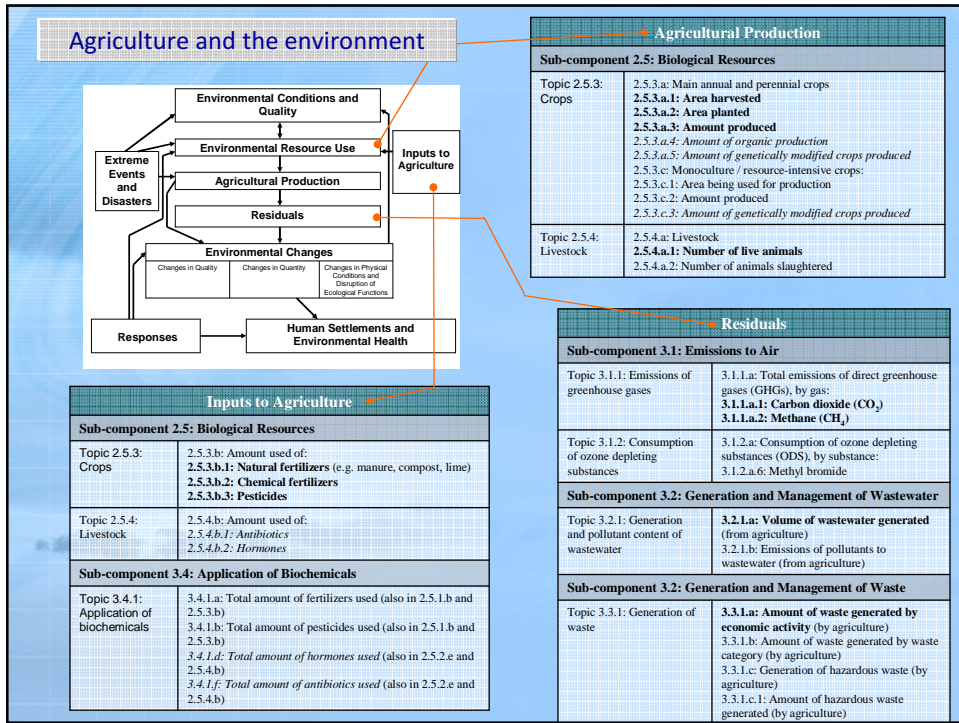 Agriculture and the environment
Environmental Conditions and
Quality
Environmental Resource Use
Extreme
Events
and
Disasters
Inputs to
Agriculture
Agricultural Production
Residuals
Environmental Changes
Changes in Quality
Changes in Quantity
Changes in Physical
Conditions and
Disruption of
Ecological Functions
Responses
Human Settlements and
Environmental Health
Agricultural Production
Sub-component 2.5: Biological Resources
Topic 2.5.3:
Crops
2.5.3.a: Main annual and perennial crops
2.5.3.a.1: Area harvested
2.5.3.a.2: Area planted
2.5.3.a.3: Amount produced
2.5.3.a.4: Amount of organic production
2.5.3.a.5: Amount of genetically modified crops produced
2.5.3.c: Monoculture / resource-intensive crops:
2.5.3.c.1: Area being used for production
2.5.3.c.2: Amount produced
2.5.3.c.3: Amount of genetically modified crops produced
Topic 2.5.4:
Livestock
2.5.4.a: Livestock
2.5.4.a.1: Number of live animals
2.5.4.a.2: Number of animals slaughtered
Inputs to Agriculture
Sub-component 2.5: Biological Resources
Topic 2.5.3:
Crops
2.5.3.b: Amount used of:
2.5.3.b.1: Natural fertilizers (e.g. manure, compost, lime)
2.5.3.b.2: Chemical fertilizers
2.5.3.b.3: Pesticides
Topic 2.5.4:
Livestock
2.5.4.b: Amount used of:
2.5.4.b.1: Antibiotics
2.5.4.b.2: Hormones
Sub-component 3.4: Application of Biochemicals
Topic 3.4.1:
Application of
biochemicals
3.4.1.a: Total amount of fertilizers used (also in 2.5.1.b and
2.5.3.b)
3.4.1.b: Total amount of pesticides used (also in 2.5.1.b and
2.5.3.b)
3.4.1.d: Total amount of hormones used (also in 2.5.2.e and
2.5.4.b)
3.4.1.f: Total amount of antibiotics used (also in 2.5.2.e and
2.5.4.b)
Residuals
Sub-component 3.1: Emissions to Air
Topic 3.1.1: Emissions of
greenhouse gases
3.1.1.a: Total emissions of direct greenhouse
gases (GHGs), by gas:
3.1.1.a.1: Carbon dioxide (CO₂)
3.1.1.a.2: Methane (CH₄)
Topic 3.1.2: Consumption
of ozone depleting
substances
3.1.2.a: Consumption of ozone depleting
substances (ODS), by substance:
3.1.2.a.6: Methyl bromide
Sub-component 3.2: Generation and Management of Wastewater
Topic 3.2.1: Generation
and pollutant content of
wastewater
3.2.1.a: Volume of wastewater generated
(from agriculture)
3.2.1.b: Emissions of pollutants to
wastewater (from agriculture)
Sub-component 3.2: Generation and Management of Waste
Topic 3.3.1: Generation of
waste
3.3.1.a: Amount of waste generated by
economic activity (by agriculture)
3.3.1.b: Amount of waste generated by waste
category (by agriculture)
3.3.1.c: Generation of hazardous waste (by
agriculture)
3.3.1.c.1: Amount of hazardous waste
generated (by agriculture)